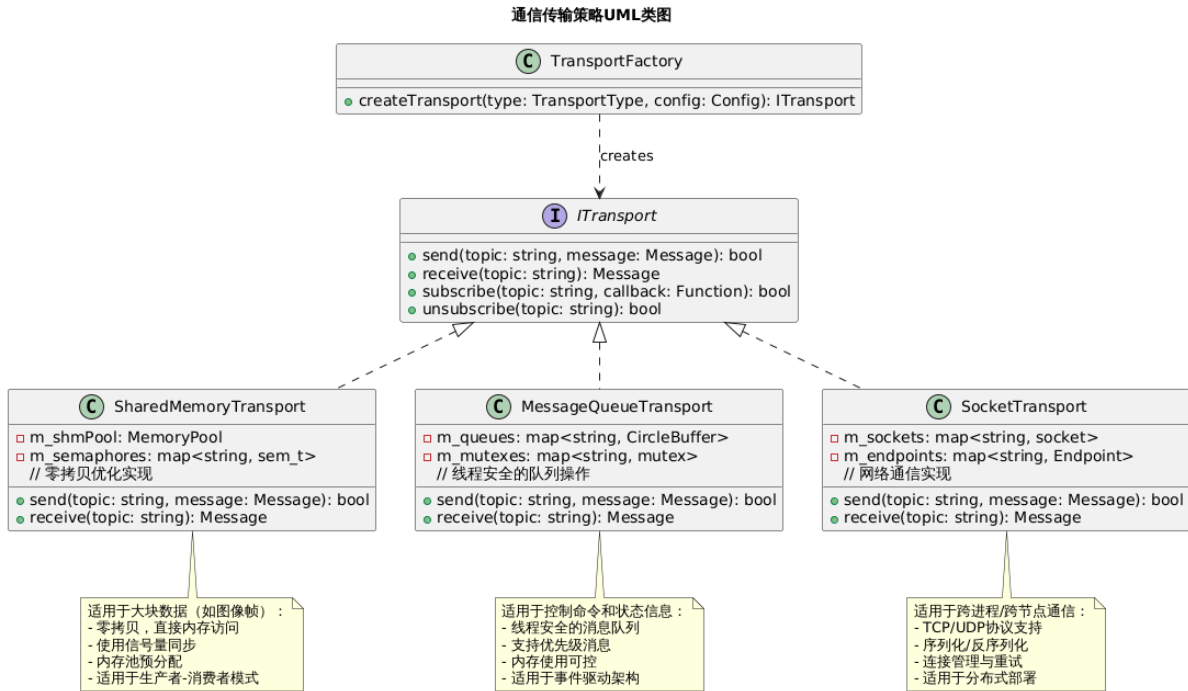 通信传输策略UML类图
C TransportFactory
createTransport(type: TransportType, config: Config): ITransport
creates
I ITransport
send(topic: string, message: Message): bool
receive(topic: string): Message
subscribe(topic: string, callback: Function): bool
unsubscribe(topic: string): bool
C SharedMemoryTransport
m_shmPool: MemoryPool
m_semaphores: map<string, sem_t>
// 零拷贝优化实现
send(topic: string, message: Message): bool
receive(topic: string): Message
C MessageQueueTransport
m_queues: map<string, CircleBuffer>
m_mutexes: map<string, mutex>
// 线程安全的队列操作
send(topic: string, message: Message): bool
receive(topic: string): Message
C SocketTransport
m_sockets: map<string, socket>
m_endpoints: map<string, Endpoint>
// 网络通信实现
send(topic: string, message: Message): bool
receive(topic: string): Message
适用于大块数据（如图像帧）：
- 零拷贝，直接内存访问
- 使用信号量同步
- 内存池预分配
- 适用于生产者-消费者模式
适用于控制命令和状态信息：
- 线程安全的消息队列
- 支持优先级消息
- 内存使用可控
- 适用于事件驱动架构
适用于跨进程/跨节点通信：
- TCP/UDP协议支持
- 序列化/反序列化
- 连接管理与重试
- 适用于分布式部署